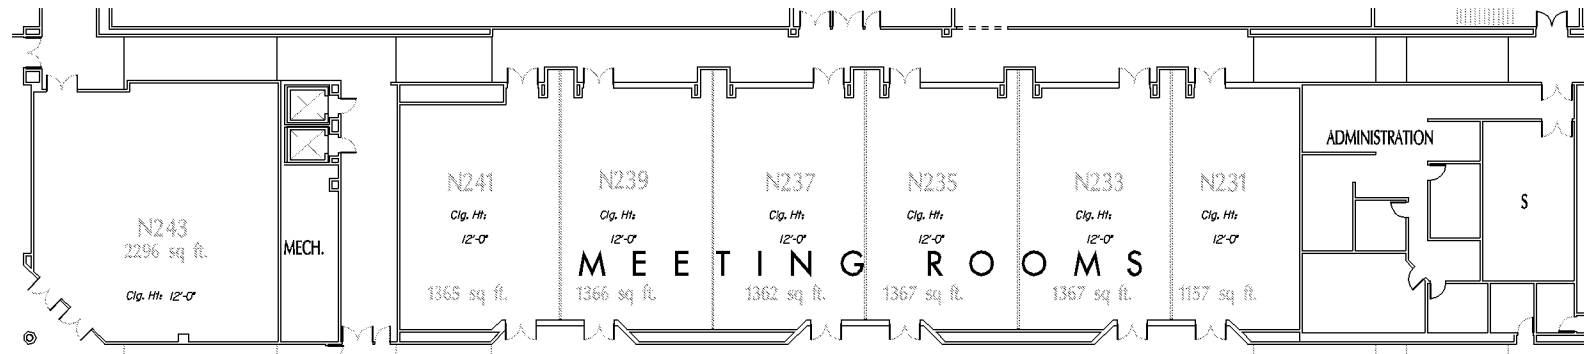 ADMINISTRATION
N241
N239
N237
N235
N233
N231
S
Clg. Ht:
12'-0"
Clg. Ht:
12'-0"
Clg. Ht:
12'-0"
Clg. Ht:
12'-0"
Clg. Ht:
12'-0"
Clg. Ht:
12'-0"
N243
2296 sq ft.
MECH.
MEETING ROOMS
Clg. Ht: 12'-0"
1365 sq ft.
1366 sq ft.
1362 sq ft.
1367 sq ft.
1367 sq ft.
1157 sq ft.